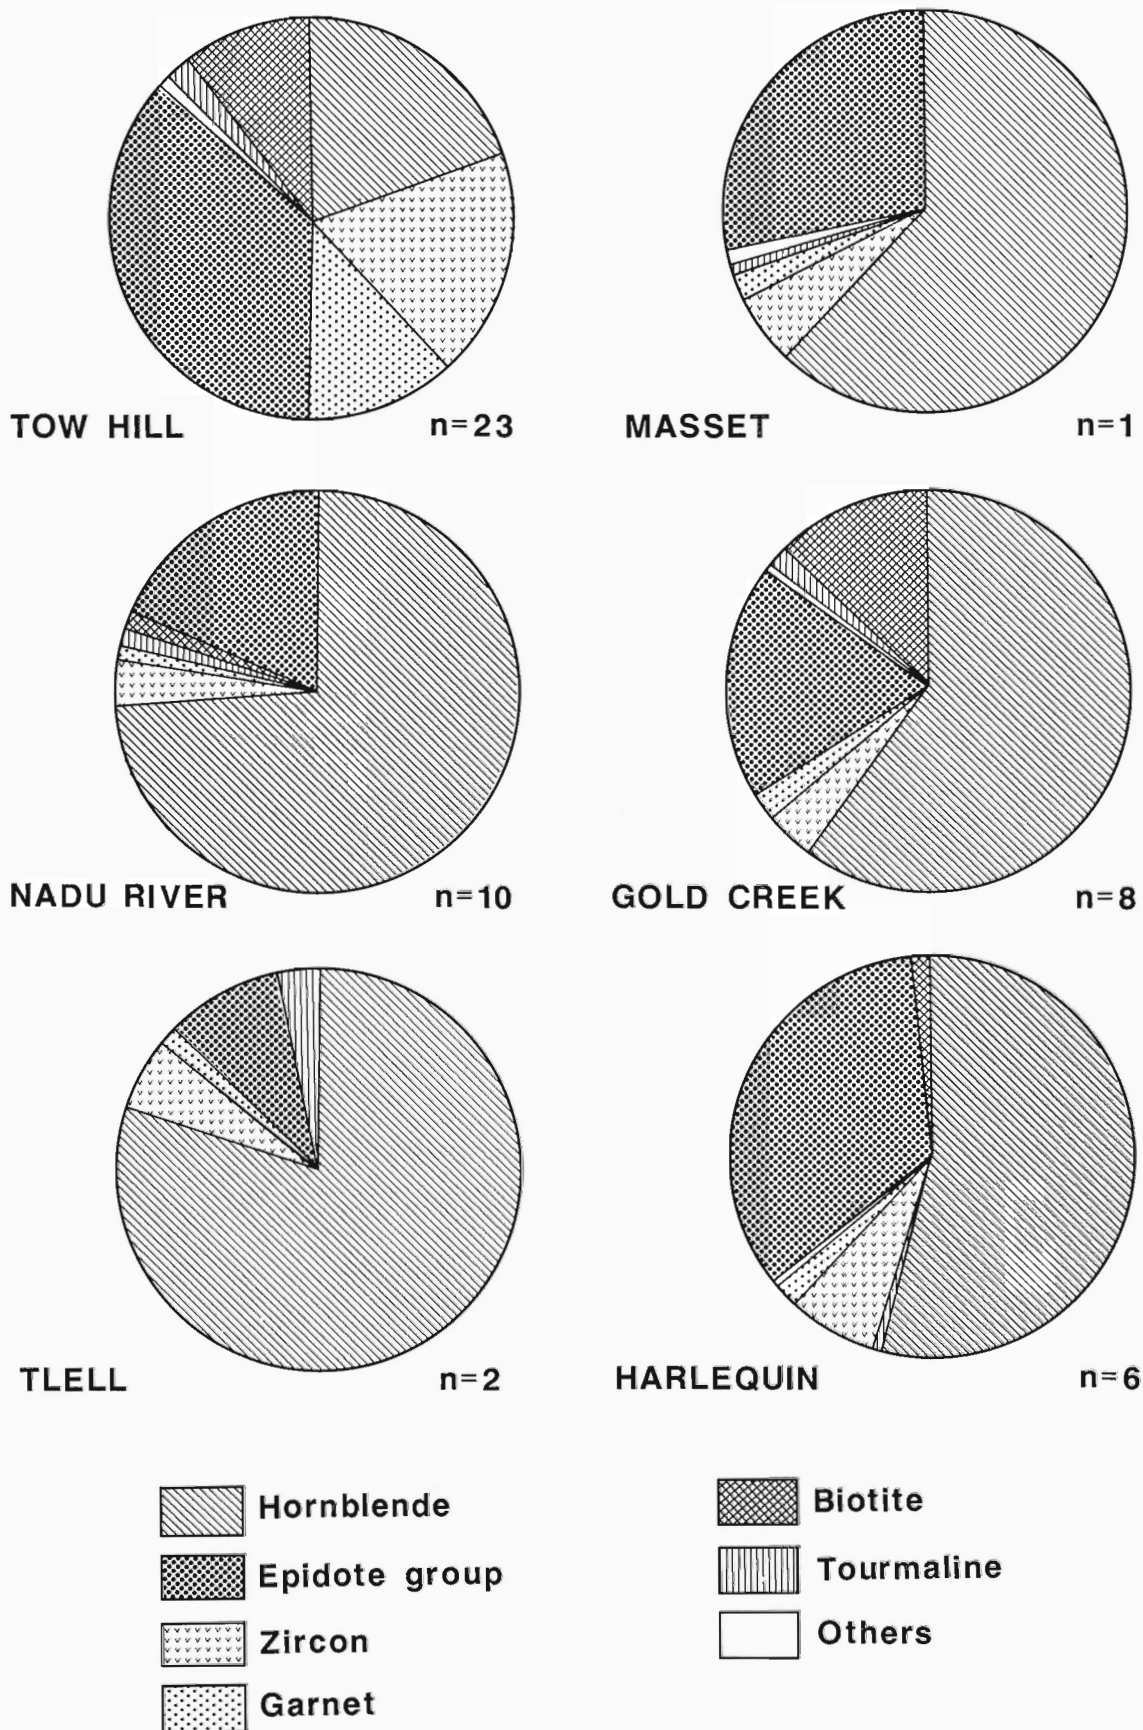 TOW HILL n=23
MASSET n=1
NADU RIVER n=10
GOLD CREEK n=8
TLELL n=2
HARLEQUIN n=6
Hornblende
Epidote group
Zircon
Garnet
Biotite
Tourmaline
Others